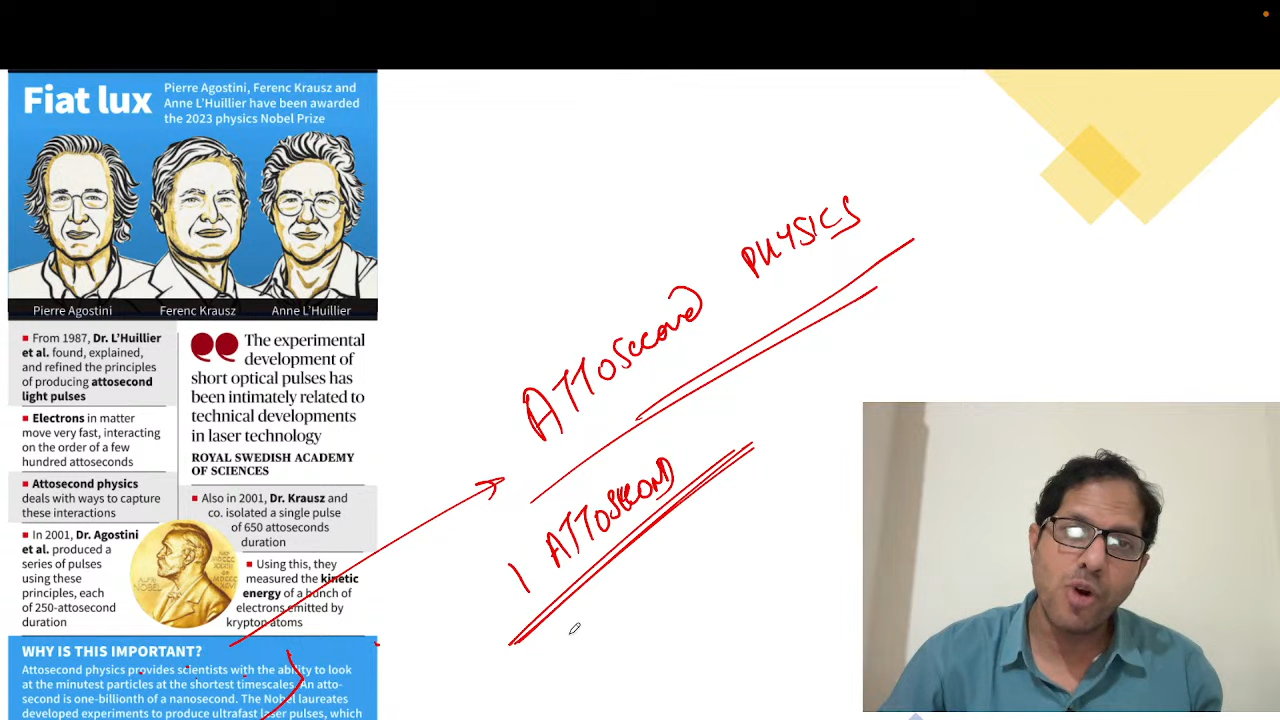 Fiat lux
Pierre Agostini, Ferenc Krausz and
Anne L'Huillier have been awarded
the 2023 physics Nobel Prize
Pierre Agostini
Ferenc Krausz
Anne L'Huillier
From 1987, Dr. L'Huillier
et al. found, explained,
and refined the principles
of producing attosecond
light pulses
Electrons in matter
move very fast, interacting
on the order of a few
hundred attoseconds
Attosecond physics
deals with ways to capture
these interactions
In 2001, Dr. Agostini
et al. produced a
series of pulses
using these
principles, each
of 250-attosecond
duration
The experimental
development of
short optical pulses has
been intimately related to
technical developments
in laser technology
ROYAL SWEDISH ACADEMY
OF SCIENCES
Also in 2001, Dr. Krausz and
co. isolated a single pulse
of 650 attoseconds
duration
Using this, they
measured the kinetic
energy of a bunch of
electrons emitted by
krypton atoms
WHY IS THIS IMPORTANT?
Attosecond physics provides scientists with the ability to look
at the minutest particles at the shortest timescales. An atto-
second is one-billionth of a nanosecond. The Nobel laureates
developed experiments to produce ultrafast laser pulses, which
ATTOSECOND PHYSICS
1 ATTOSECOND